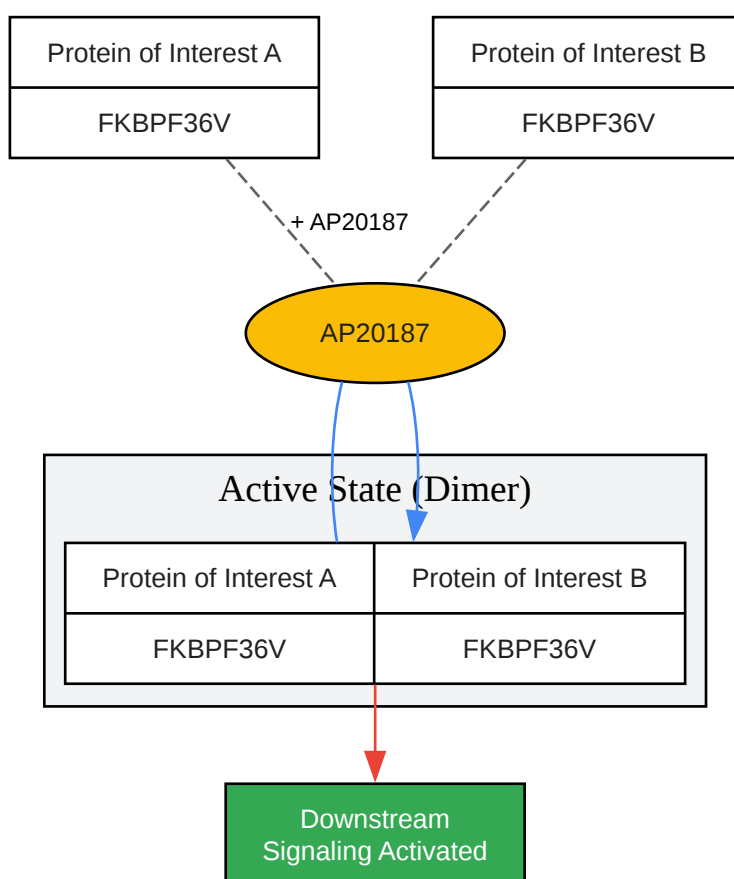 Protein of Interest A
FKBPF36V
Protein of Interest B
FKBPF36V
+ AP20187
AP20187
Active State (Dimer)
Protein of Interest A
Protein of Interest B
FKBPF36V
FKBPF36V
Downstream
Signaling Activated